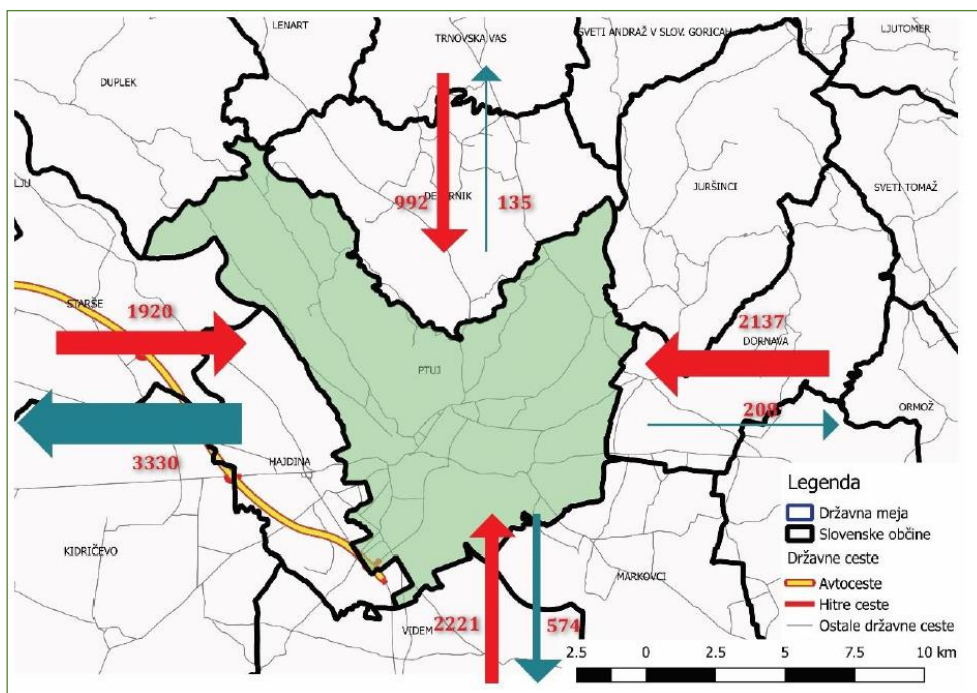 LENART
TRNOVSKA VAS
SVETI ANDRAŽ V SLOV. GORICAH
LJUTOMER
DUPLEK
992
135
JURŠINCI
SVETI TOMAŽ
STARŠE
1920
2137
DORNAVA
PTUJ
ORMOŽ
3330
HAJDINA
KIDRIČEVO
MARKOVCI
VIDEM
2221
574
Legenda
Državna meja
Slovenske občine
Državne ceste
Avtoceste
Hitre ceste
Ostale državne ceste
2.5 0 2.5 5 7.5 10 km